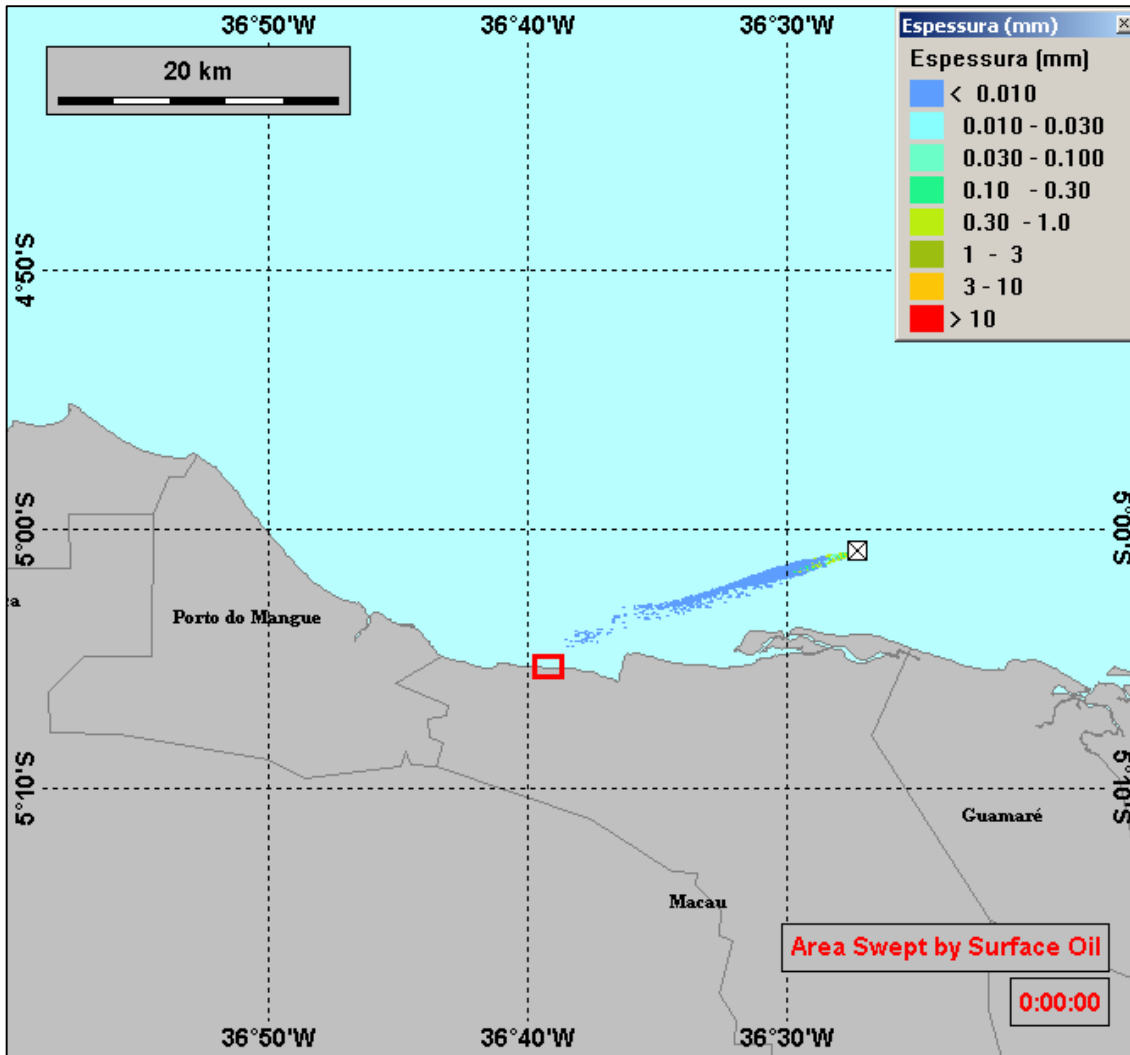 36°50'W
36°40'W
36°30'W
Espessura (mm)
20 km
Espessura (mm)
< 0.010
0.010 - 0.030
0.030 - 0.100
0.10 - 0.30
0.30 - 1.0
1 - 3
3 - 10
> 10
4°50'S
5°00'S
5°00'S
Porto do Mangue
5°10'S
5°10'S
Guamaré
Macau
Area Swept by Surface Oil
0:00:00
36°50'W
36°40'W
36°30'W